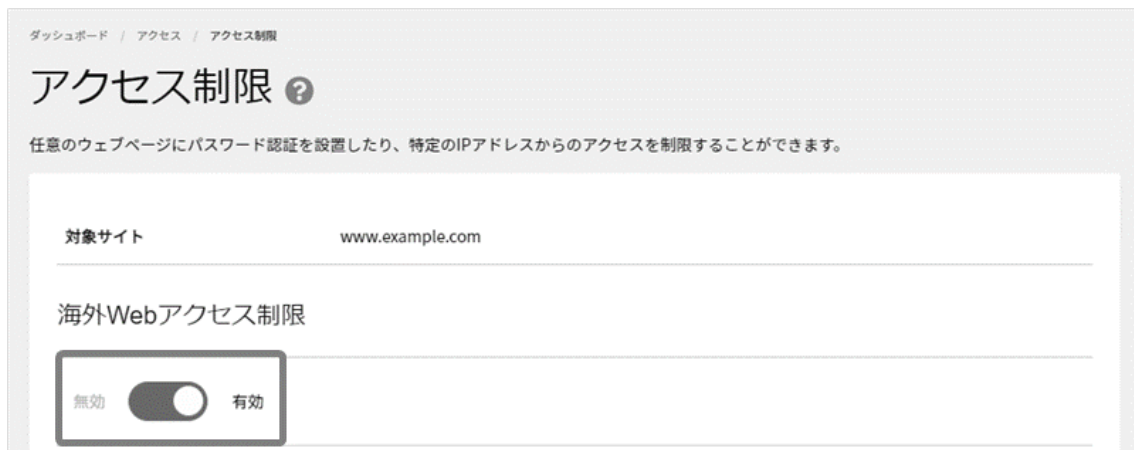 ダッシュボード / アクセス / アクセス制限
アクセス制限 ?
任意のウェブページにパスワード認証を設置したり、特定のIPアドレスからのアクセスを制限することができます。
対象サイト www.example.com
海外Webアクセス制限
無効 有効